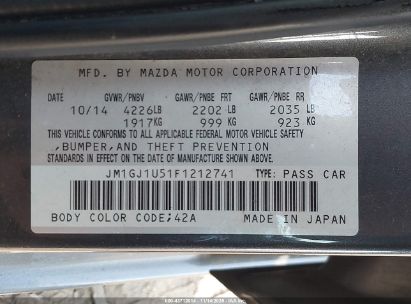 MFD. BY MAZDA MOTOR CORPORATION
DATE GVWR/PNBV GAWR/PNBE FRT GAWR/PNBE RR
10/14 4226LB 2202 LB 2035 LB
1917KG 999 KG 923 KG
THIS VEHICLE CONFORMS TO ALL APPLICABLE FEDERAL MOTOR VEHICLE SAFETY
,BUMPER,AND THEFT PREVENTION
STANDARDS IN EFFECT ON THE DATE OF MANUFACTURE SHOWN ABOVE.
JM1GJ1U51F1212741 TYPE: PASS CAR
BODY COLOR CODE;42A MADE IN JAPAN